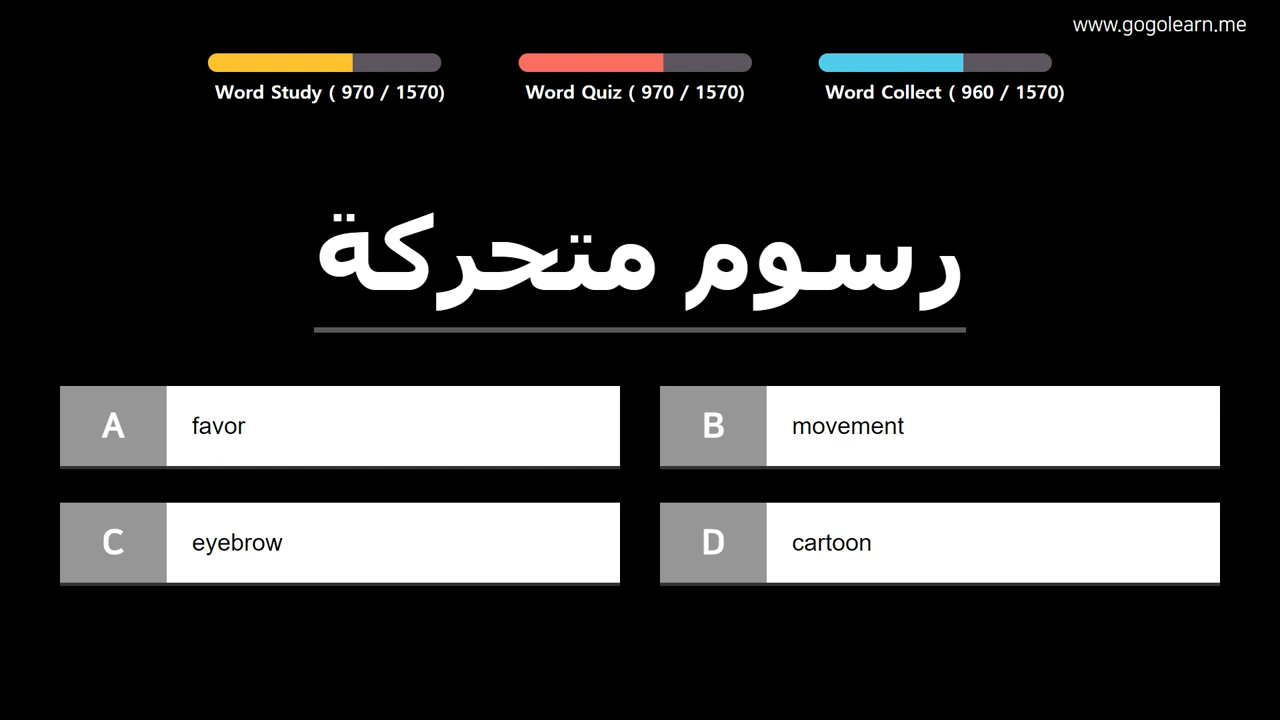 www.gogolearn.me
Word Study ( 970 / 1570)
Word Quiz ( 970 / 1570)
Word Collect ( 960 / 1570)
رسوم متحركة
A favor
B movement
C eyebrow
D cartoon